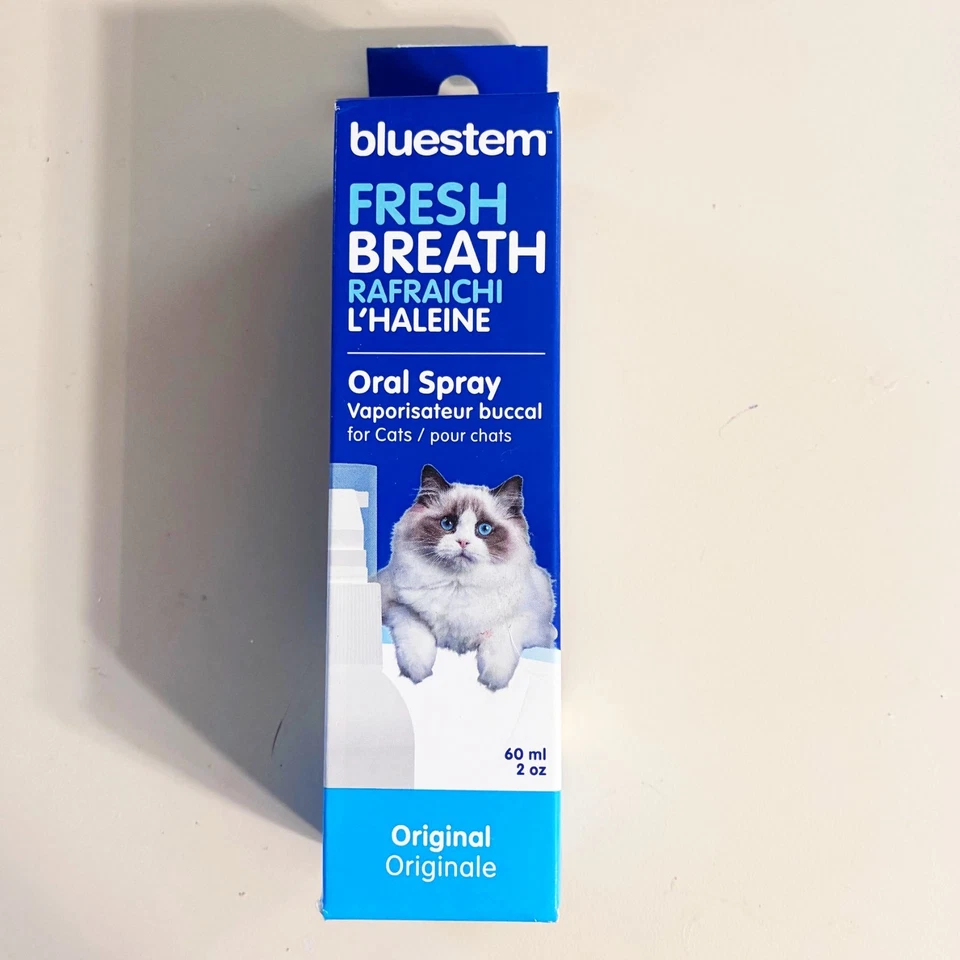 bluestem™
FRESH
BREATH
RAFRAICHI
L'HALEINE
Oral Spray
Vaporisateur buccal
for Cats / pour chats
60 ml
2 oz
Original
Originale